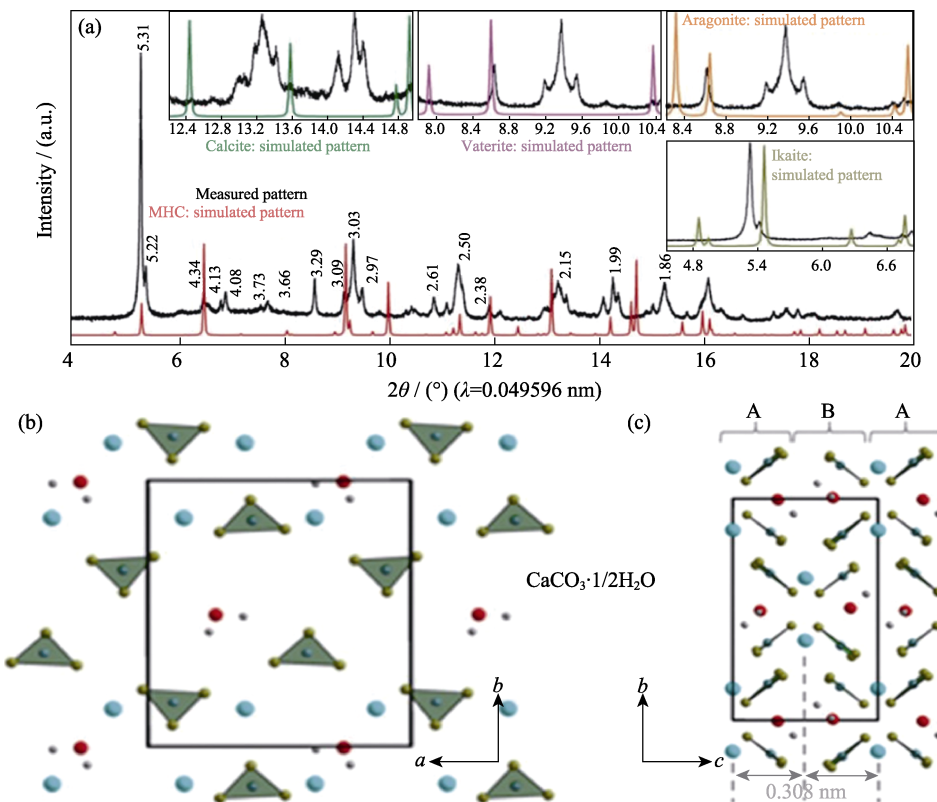 (a)
5.31
5.22
4.34
4.13
4.08
3.73
3.66
3.29
3.09
3.03
2.97
2.61
2.50
2.38
2.15
1.99
1.86
12.4 12.8 13.2 13.6 14.0 14.4 14.8
Calcite: simulated pattern
8.0 8.4 8.8 9.2 9.6 10.0 10.4
Vaterite: simulated pattern
Aragonite: simulated pattern
8.4 8.8 9.2 9.6 10.0 10.4
Ikaite:
simulated pattern
4.8 5.4 6.0 6.6
Measured pattern
MHC: simulated pattern
Intensity / (a.u.)
4 6 8 10 12 14 16 18 20
2θ / (°) (λ=0.049596 nm)
(b)
CaCO₃·1/2H₂O
b
a
(c)
A B A
b
c
0.308 nm